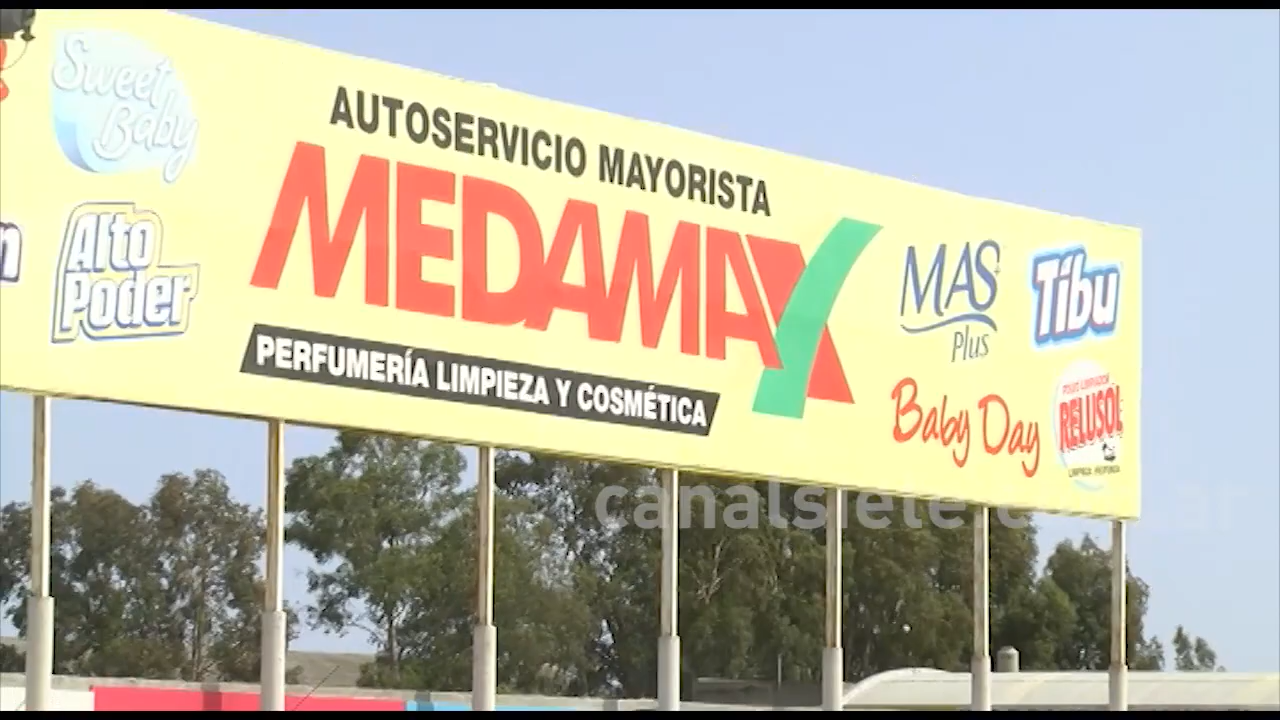 Sweet
Baby
Alto
Poder
AUTOSERVICIO MAYORISTA
MEDAMAX
PERFUMERÍA LIMPIEZA Y COSMÉTICA
MAS
Plus
Tibu
Baby Day
RELUSOL